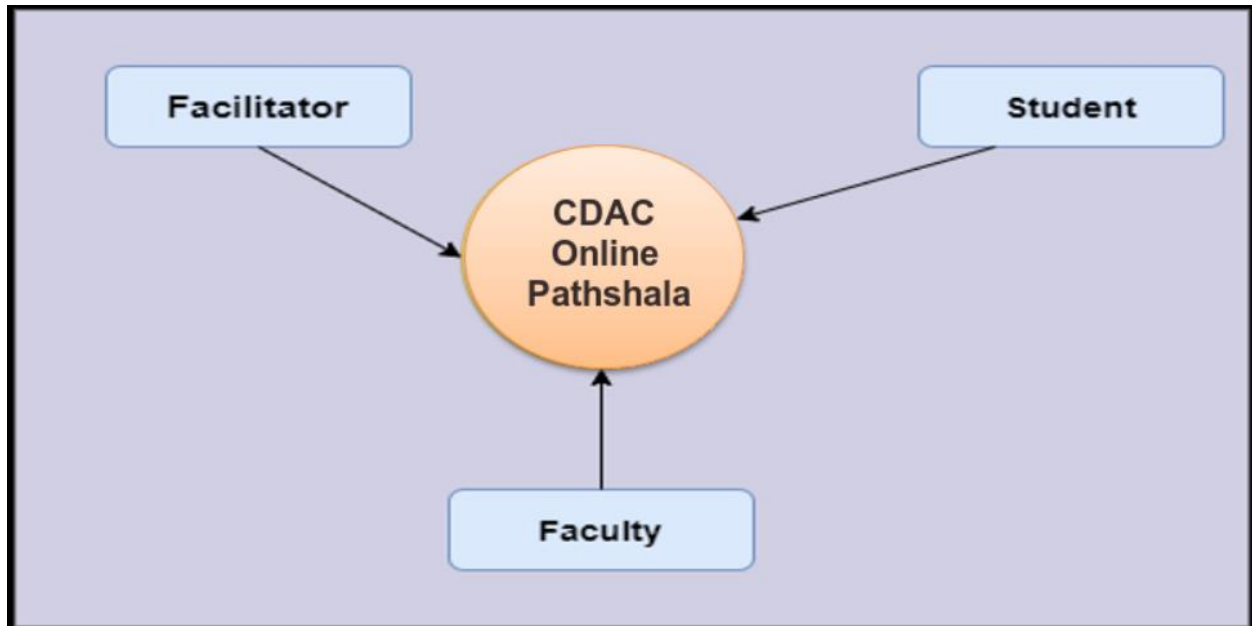 Facilitator
Student
CDAC
Online
Pathshala
Faculty